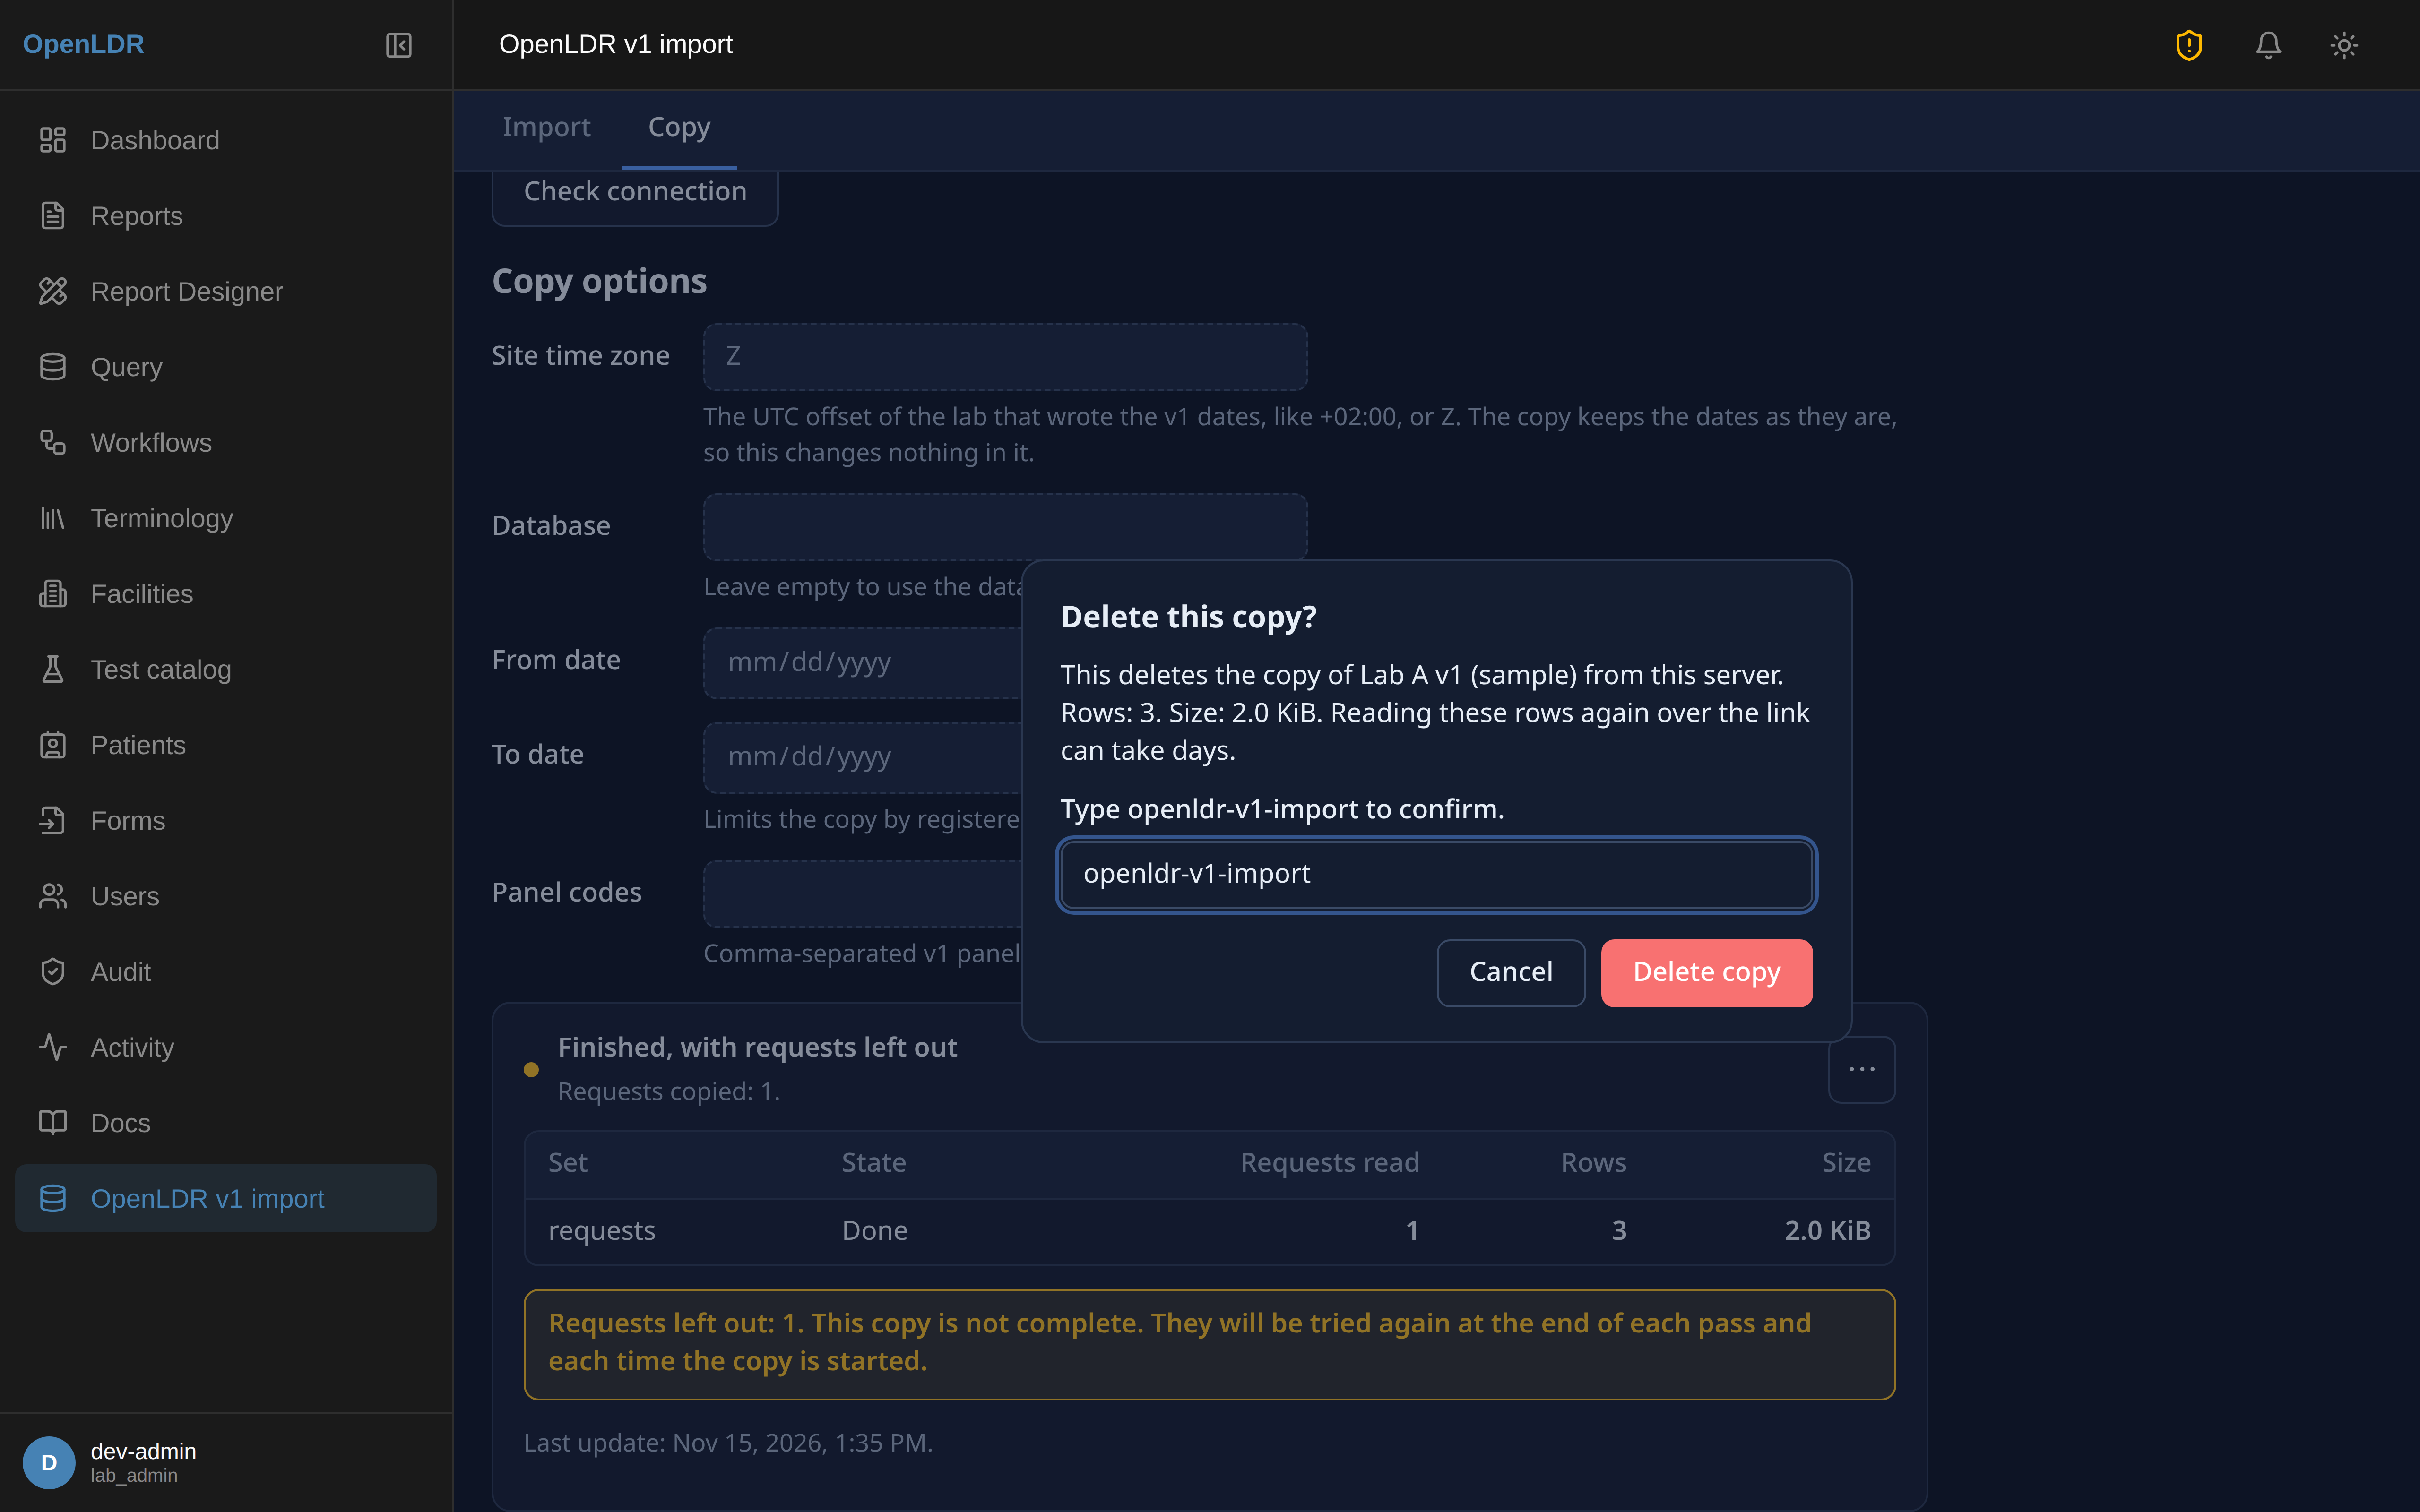 OpenLDR
OpenLDR v1 import
Dashboard
Reports
Report Designer
Query
Workflows
Terminology
Facilities
Test catalog
Patients
Forms
Users
Audit
Activity
Docs
OpenLDR v1 import
D
dev-admin
lab_admin
Import
Copy
Check connection
Copy options
Site time zone
Z
The UTC offset of the lab that wrote the v1 dates, like +02:00, or Z. The copy keeps the dates as they are,
so this changes nothing in it.
Database
Leave empty to use the data
From date
mm/dd/yyyy
To date
mm/dd/yyyy
Limits the copy by registere
Panel codes
Comma-separated v1 panel
Delete this copy?
This deletes the copy of Lab A v1 (sample) from this server.
Rows: 3. Size: 2.0 KiB. Reading these rows again over the link
can take days.
Type openldr-v1-import to confirm.
openldr-v1-import
Cancel
Delete copy
Finished, with requests left out
Requests copied: 1.
Set State Requests read Rows Size
requests Done 1 3 2.0 KiB
Requests left out: 1. This copy is not complete. They will be tried again at the end of each pass and
each time the copy is started.
Last update: Nov 15, 2026, 1:35 PM.